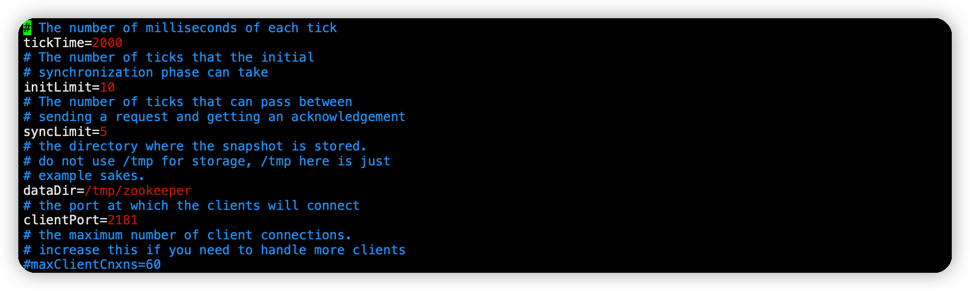 # The number of milliseconds of each tick
tickTime=2000
# The number of ticks that the initial
# synchronization phase can take
initLimit=10
# The number of ticks that can pass between
# sending a request and getting an acknowledgement
syncLimit=5
# the directory where the snapshot is stored.
# do not use /tmp for storage, /tmp here is just
# example sakes.
dataDir=/tmp/zookeeper
# the port at which the clients will connect
clientPort=2181
# the maximum number of client connections.
# increase this if you need to handle more clients
#maxClientCnxns=60